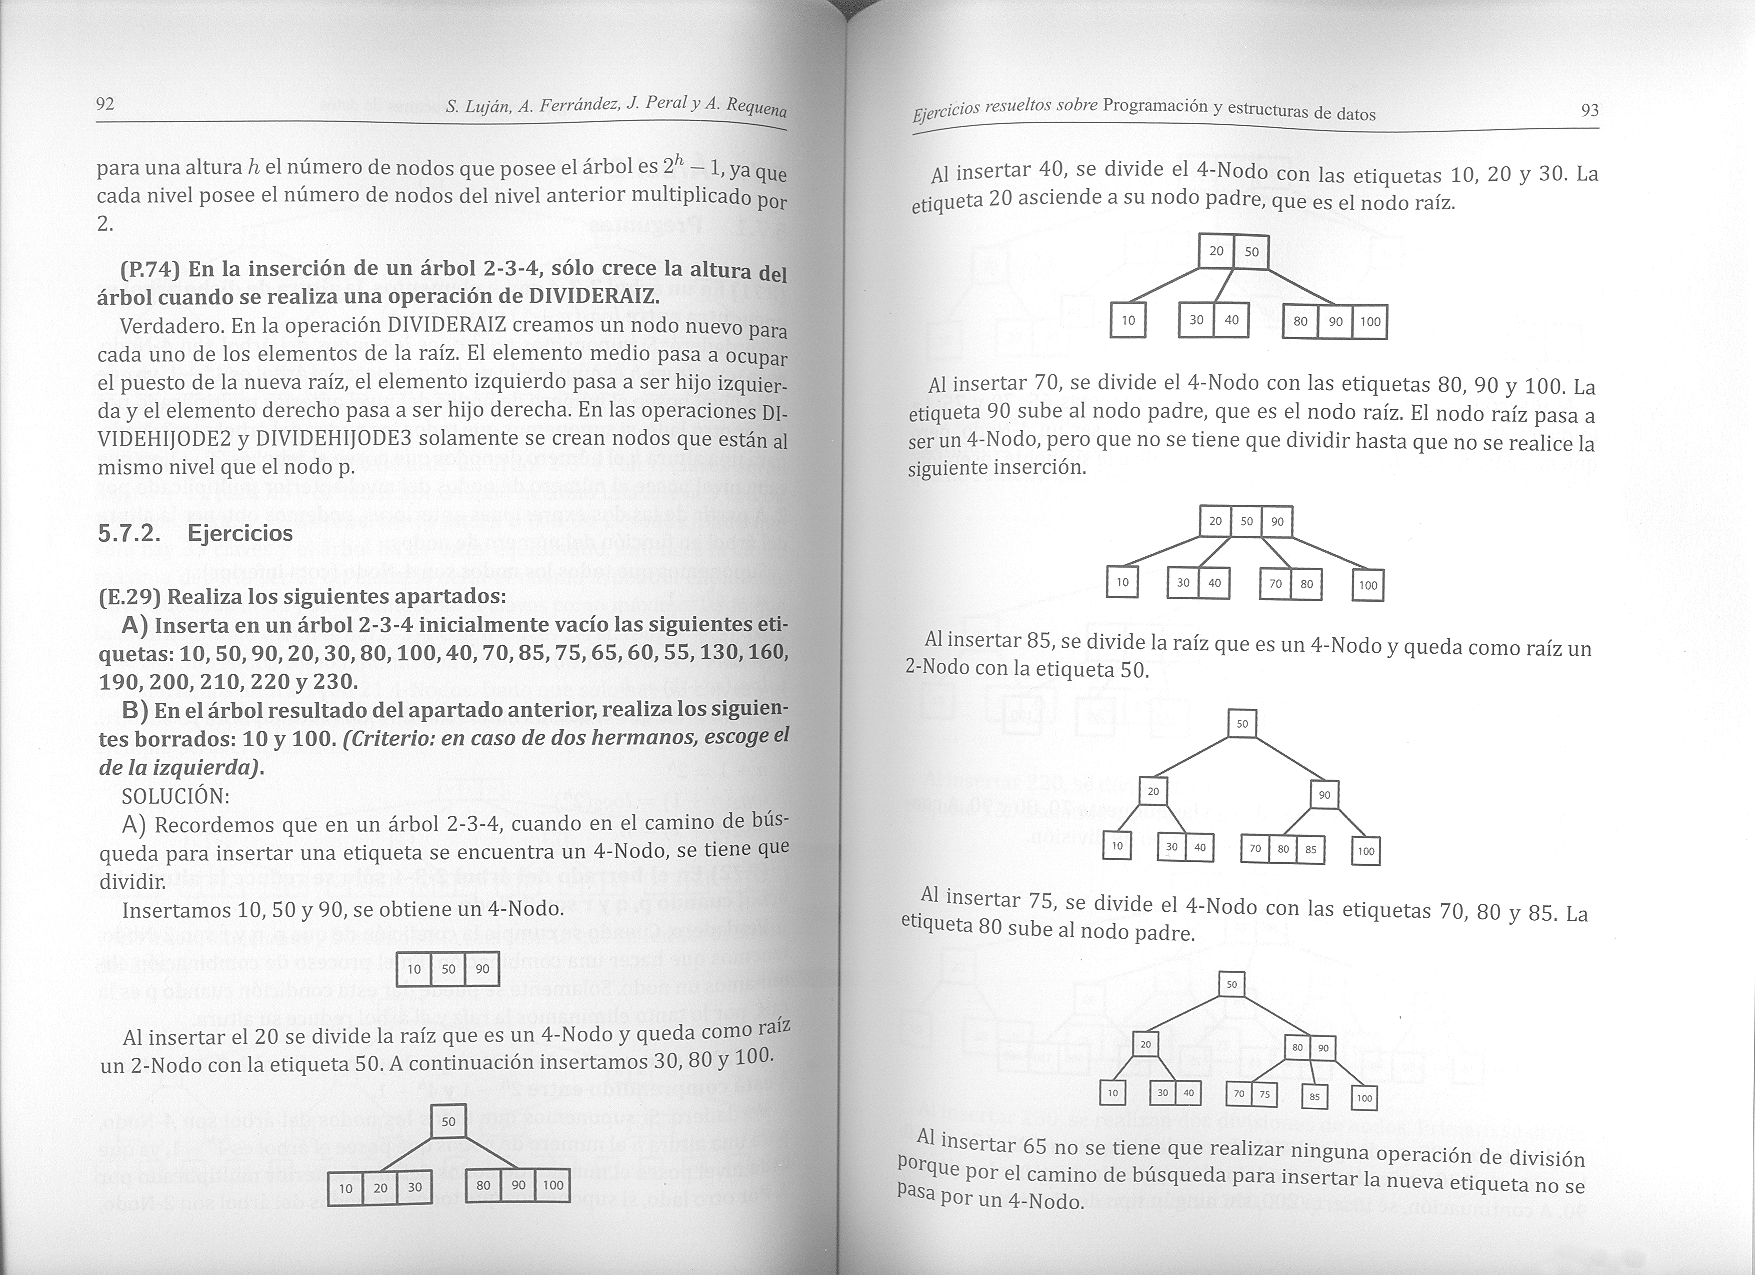 92
S. Luján, A. Ferrández, J. Peral y A. Requena
para una altura h el número de nodos que posee el árbol es 2^h − 1, ya que
cada nivel posee el número de nodos del nivel anterior multiplicado por
2.
(P.74) En la inserción de un árbol 2-3-4, sólo crece la altura del
árbol cuando se realiza una operación de DIVIDERAIZ.
Verdadero. En la operación DIVIDERAIZ creamos un nodo nuevo para
cada uno de los elementos de la raíz. El elemento medio pasa a ocupar
el puesto de la nueva raíz, el elemento izquierdo pasa a ser hijo izquier-
da y el elemento derecho pasa a ser hijo derecha. En las operaciones DI-
VIDEHIJODE2 y DIVIDEHIJODE3 solamente se crean nodos que están al
mismo nivel que el nodo p.
5.7.2. Ejercicios
(E.29) Realiza los siguientes apartados:
A) Inserta en un árbol 2-3-4 inicialmente vacío las siguientes eti-
quetas: 10, 50, 90, 20, 30, 80, 100, 40, 70, 85, 75, 65, 60, 55, 130, 160,
190, 200, 210, 220 y 230.
B) En el árbol resultado del apartado anterior, realiza los siguien-
tes borrados: 10 y 100. (Criterio: en caso de dos hermanos, escoge el
de la izquierda).
SOLUCIÓN:
A) Recordemos que en un árbol 2-3-4, cuando en el camino de bús-
queda para insertar una etiqueta se encuentra un 4-Nodo, se tiene que
dividir.
Insertamos 10, 50 y 90, se obtiene un 4-Nodo.
10 50 90
Al insertar el 20 se divide la raíz que es un 4-Nodo y queda como raíz
un 2-Nodo con la etiqueta 50. A continuación insertamos 30, 80 y 100.
50
10 20 30 80 90 100
Ejercicios resueltos sobre Programación y estructuras de datos
93
Al insertar 40, se divide el 4-Nodo con las etiquetas 10, 20 y 30. La
etiqueta 20 asciende a su nodo padre, que es el nodo raíz.
20 50
10 30 40 80 90 100
Al insertar 70, se divide el 4-Nodo con las etiquetas 80, 90 y 100. La
etiqueta 90 sube al nodo padre, que es el nodo raíz. El nodo raíz pasa a
ser un 4-Nodo, pero que no se tiene que dividir hasta que no se realice la
siguiente inserción.
20 50 90
10 30 40 70 80 100
Al insertar 85, se divide la raíz que es un 4-Nodo y queda como raíz un
2-Nodo con la etiqueta 50.
50
20 90
10 30 40 70 80 85 100
Al insertar 75, se divide el 4-Nodo con las etiquetas 70, 80 y 85. La
etiqueta 80 sube al nodo padre.
50
20 80 90
10 30 40 70 75 85 100
Al insertar 65 no se tiene que realizar ninguna operación de división
porque por el camino de búsqueda para insertar la nueva etiqueta no se
pasa por un 4-Nodo.